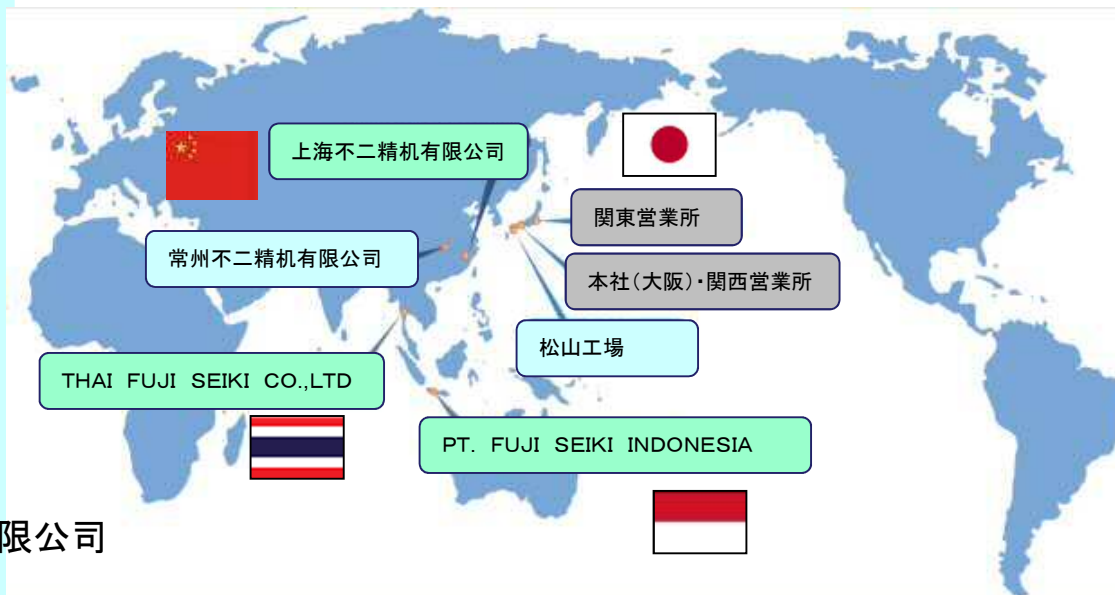 上海不二精机有限公司
関東営業所
常州不二精机有限公司
本社(大阪)・関西営業所
松山工場
THAI FUJI SEIKI CO.,LTD
PT. FUJI SEIKI INDONESIA
限公司